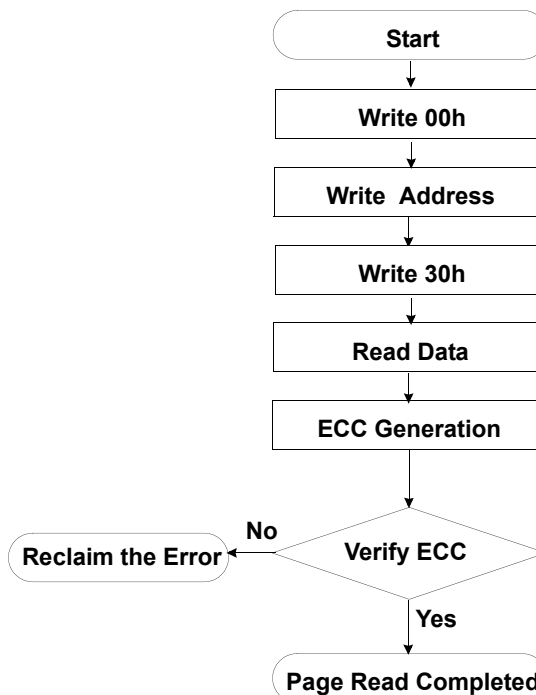 Start
Write 00h
Write Address
Write 30h
Read Data
ECC Generation
No
Reclaim the Error
Verify ECC
Yes
Page Read Completed